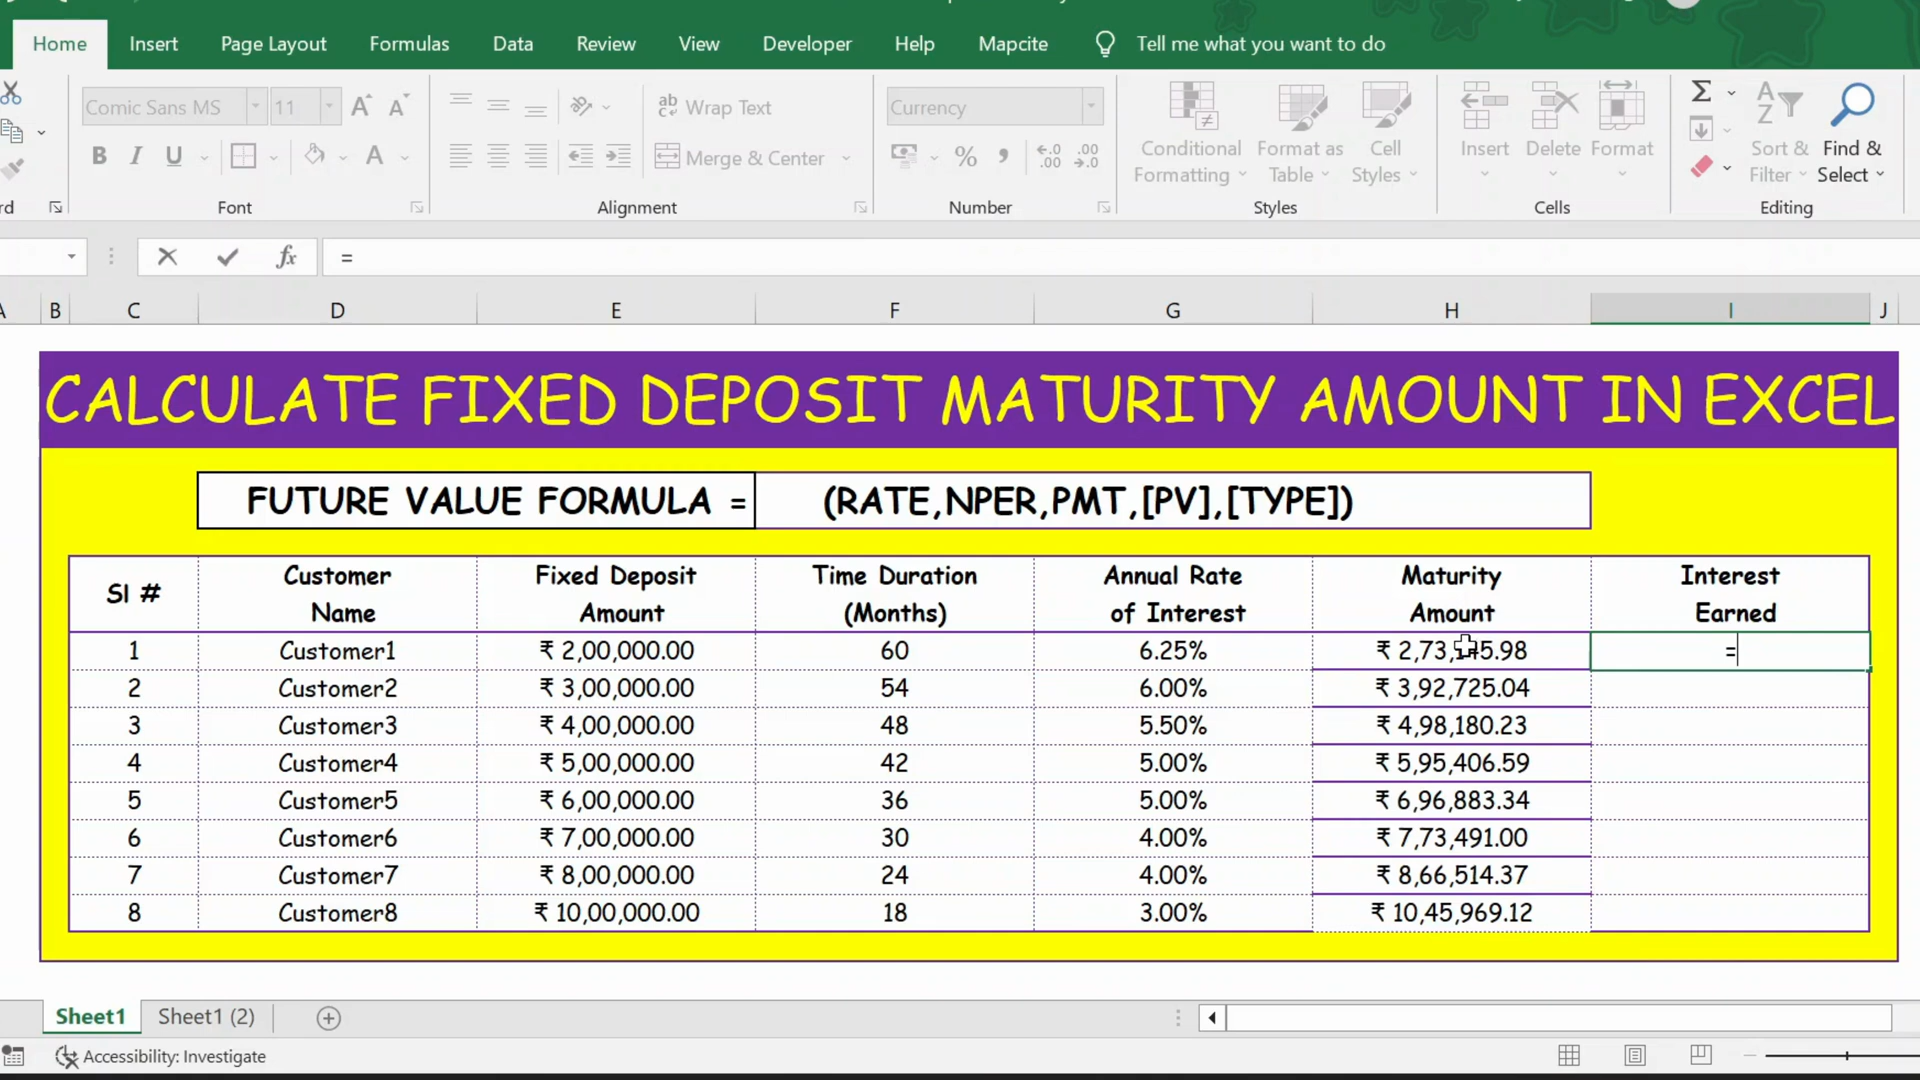 Home Insert Page Layout Formulas Data Review View Developer Help Mapcite Tell me what you want to do
Comic Sans MS 11 Wrap Text Currency Conditional Formatting Format as Table Cell Styles Insert Delete Format Sort & Filter Find & Select
B I U Merge & Center % , .00 .00
rd Font Alignment Number Styles Cells Editing
fx =
A B C D E F G H I J
CALCULATE FIXED DEPOSIT MATURITY AMOUNT IN EXCEL
FUTURE VALUE FORMULA = (RATE,NPER,PMT,[PV],[TYPE])
Sl # Customer Name Fixed Deposit Amount Time Duration (Months) Annual Rate of Interest Maturity Amount Interest Earned
1 Customer1 ₹ 2,00,000.00 60 6.25% =
2 Customer2 ₹ 3,00,000.00 54 6.00% ₹ 3,92,725.04
3 Customer3 ₹ 4,00,000.00 48 5.50% ₹ 4,98,180.23
4 Customer4 ₹ 5,00,000.00 42 5.00% ₹ 5,95,406.59
5 Customer5 ₹ 6,00,000.00 36 5.00% ₹ 6,96,883.34
6 Customer6 ₹ 7,00,000.00 30 4.00% ₹ 7,73,491.00
7 Customer7 ₹ 8,00,000.00 24 4.00% ₹ 8,66,514.37
8 Customer8 ₹ 10,00,000.00 18 3.00% ₹ 10,45,969.12
Sheet1 Sheet1 (2)
Accessibility: Investigate